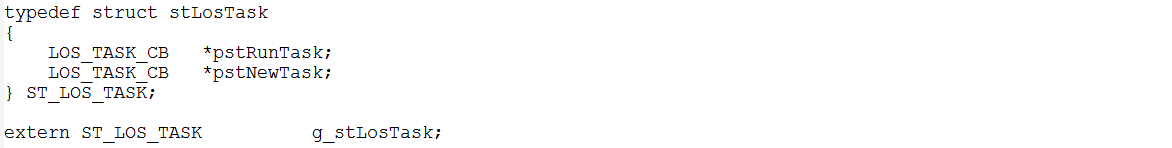 typedef struct stLosTask
{
    LOS_TASK_CB   *pstRunTask;
    LOS_TASK_CB   *pstNewTask;
} ST_LOS_TASK;

extern ST_LOS_TASK          g_stLosTask;